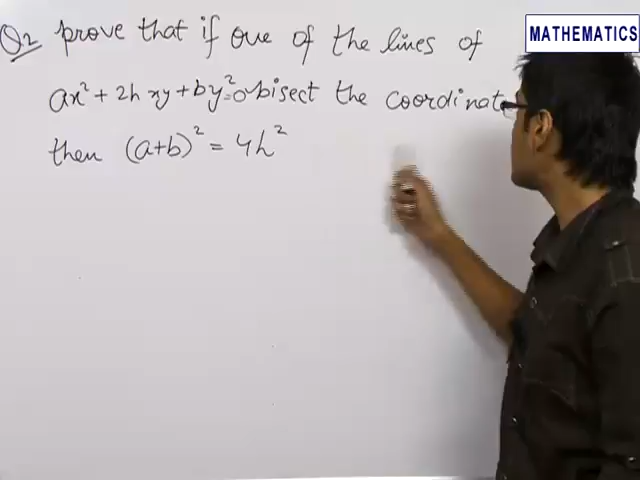 MATHEMATICS
Q2 prove that if one of the lines of
ax² + 2h xy + by² = 0 bisect the coordinate
then (a+b)² = 4h²